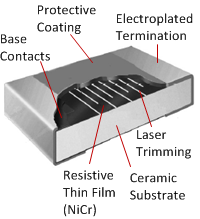 Protective
Coating
Electroplated
Termination
Base
Contacts
Laser
Trimming
Resistive
Thin Film
(NiCr)
Ceramic
Substrate